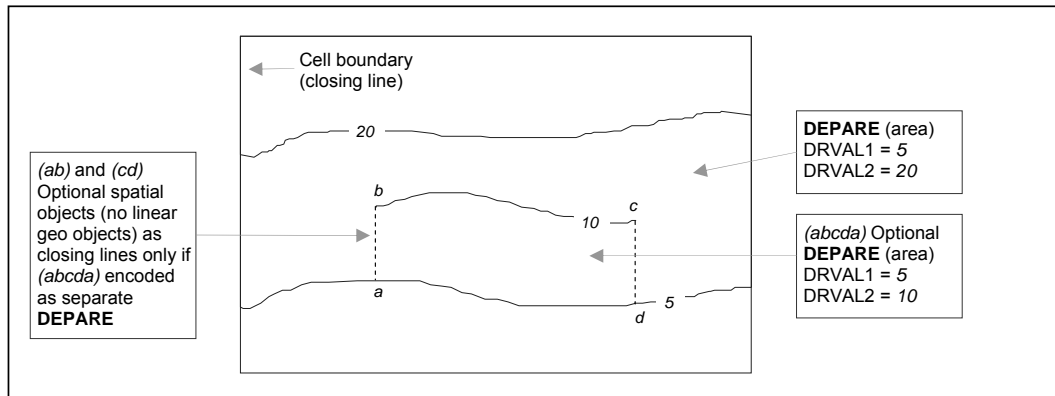 Cell boundary
(closing line)
20
(ab) and (cd)
Optional spatial
objects (no linear
geo objects) as
closing lines only if
(abcda) encoded
as separate
DEPARE
b
c
10
a
d
5
DEPARE (area)
DRVAL1 = 5
DRVAL2 = 20
(abcda) Optional
DEPARE (area)
DRVAL1 = 5
DRVAL2 = 10